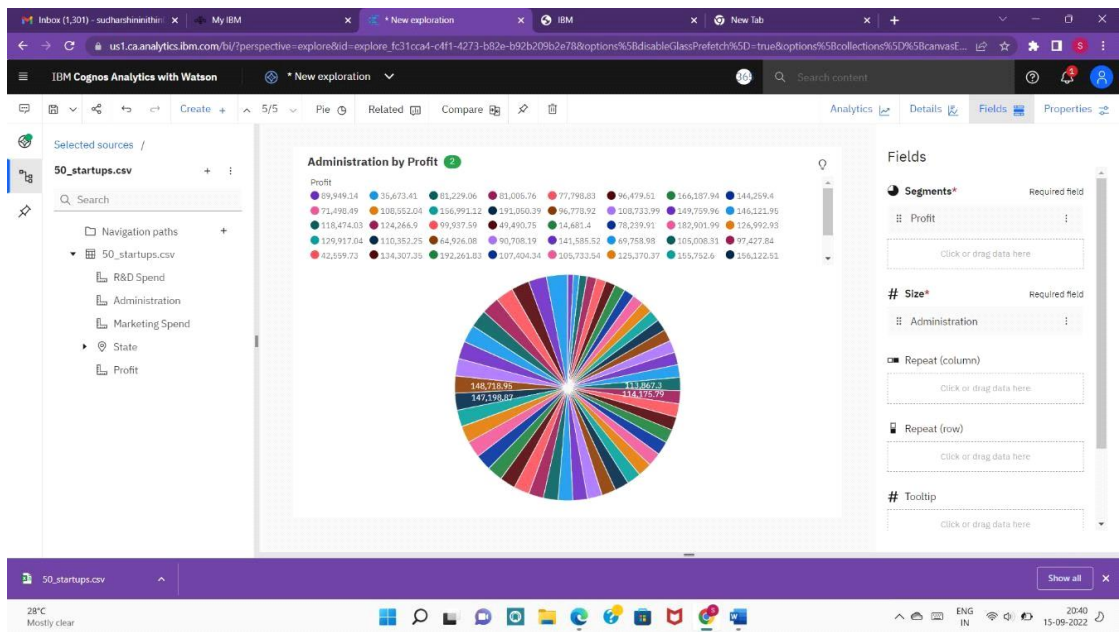 Inbox (1,301) - sudharshininithin
My IBM
* New exploration
IBM
New Tab
us1.ca.analytics.ibm.com/bi/?perspective=explore&id=explore_fc31cca4-c4f1-4273-b82e-b92b209b2e78&options%5BdisableGlassPrefetch%5D=true&options%5Bcollections%5D%5BcanvasE...
S
IBM Cognos Analytics with Watson
* New exploration
Search content
Create +
5/5
Pie
Related
Compare
Analytics
Details
Fields
Properties
Selected sources /
50_startups.csv
Search
Navigation paths
50_startups.csv
R&D Spend
Administration
Marketing Spend
State
Profit
Administration by Profit 2
Profit
89,949.14 35,673.41 81,229.06 81,005.76 77,798.83 96,479.51 166,187.94 144,259.4
71,498.49 108,552.04 156,991.12 191,050.39 96,778.92 108,733.99 149,759.96 146,121.95
118,474.03 124,266.9 99,937.59 49,490.75 14,681.4 78,239.91 182,901.99 126,992.93
129,917.04 110,352.25 64,926.08 90,708.19 141,585.52 69,758.98 105,008.31 97,427.84
42,559.73 134,307.35 192,261.83 107,404.34 105,733.54 125,370.37 155,752.6 156,122.51
148,718.95
147,198.87
113,867.3
114,175.79
Fields
Segments* Required field
Profit
Click or drag data here
# Size* Required field
Administration
Repeat (column)
Click or drag data here
Repeat (row)
Click or drag data here
# Tooltip
Click or drag data here
50_startups.csv
Show all
28°C
Mostly clear
ENG
IN
20:40
15-09-2022